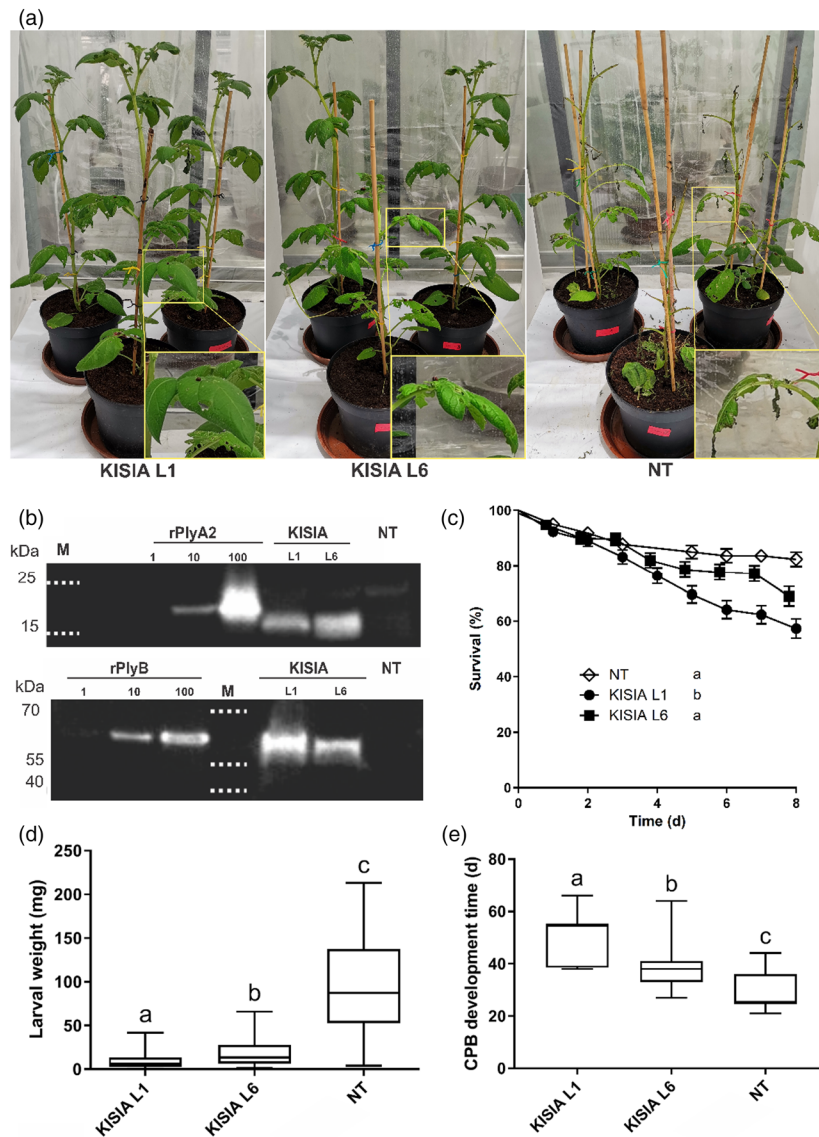 (a)
KISIA L1 KISIA L6 NT
(b)
kDa M rPlyA2 KISIA NT
1 10 100 L1 L6
25
15
kDa rPlyB M KISIA NT
1 10 100 L1 L6
70
55
40
(c)
Survival (%)
100
80
60
40
20
0
NT a
KISIA L1 b
KISIA L6 a
0 2 4 6 8
Time (d)
(d)
Larval weight (mg)
250
200
150
100
50
0
a
b
c
KISIA L1 KISIA L6 NT
(e)
CPB development time (d)
80
60
40
20
0
a
b
c
KISIA L1 KISIA L6 NT